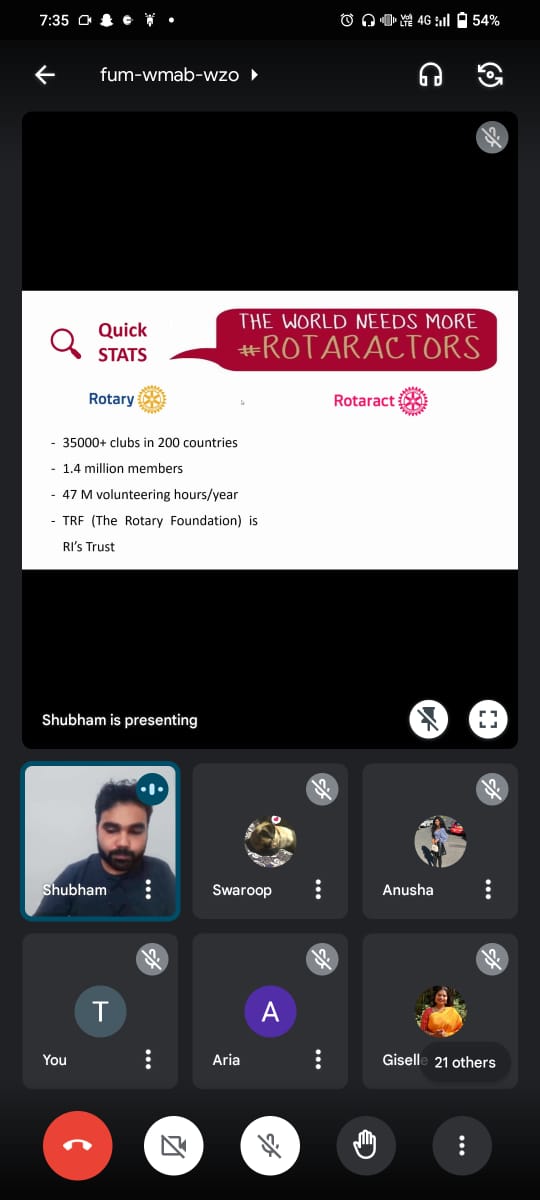 7:35
Vo) LTE 4G 54%
fum-wmab-wzo
Quick
STATS
THE WORLD NEEDS MORE
#ROTARACTORS
Rotary
Rotaract
- 35000+ clubs in 200 countries
- 1.4 million members
- 47 M volunteering hours/year
- TRF (The Rotary Foundation) is
RI's Trust
Shubham is presenting
Shubham
Swaroop
Anusha
T
A
You
Aria
Giselle
21 others